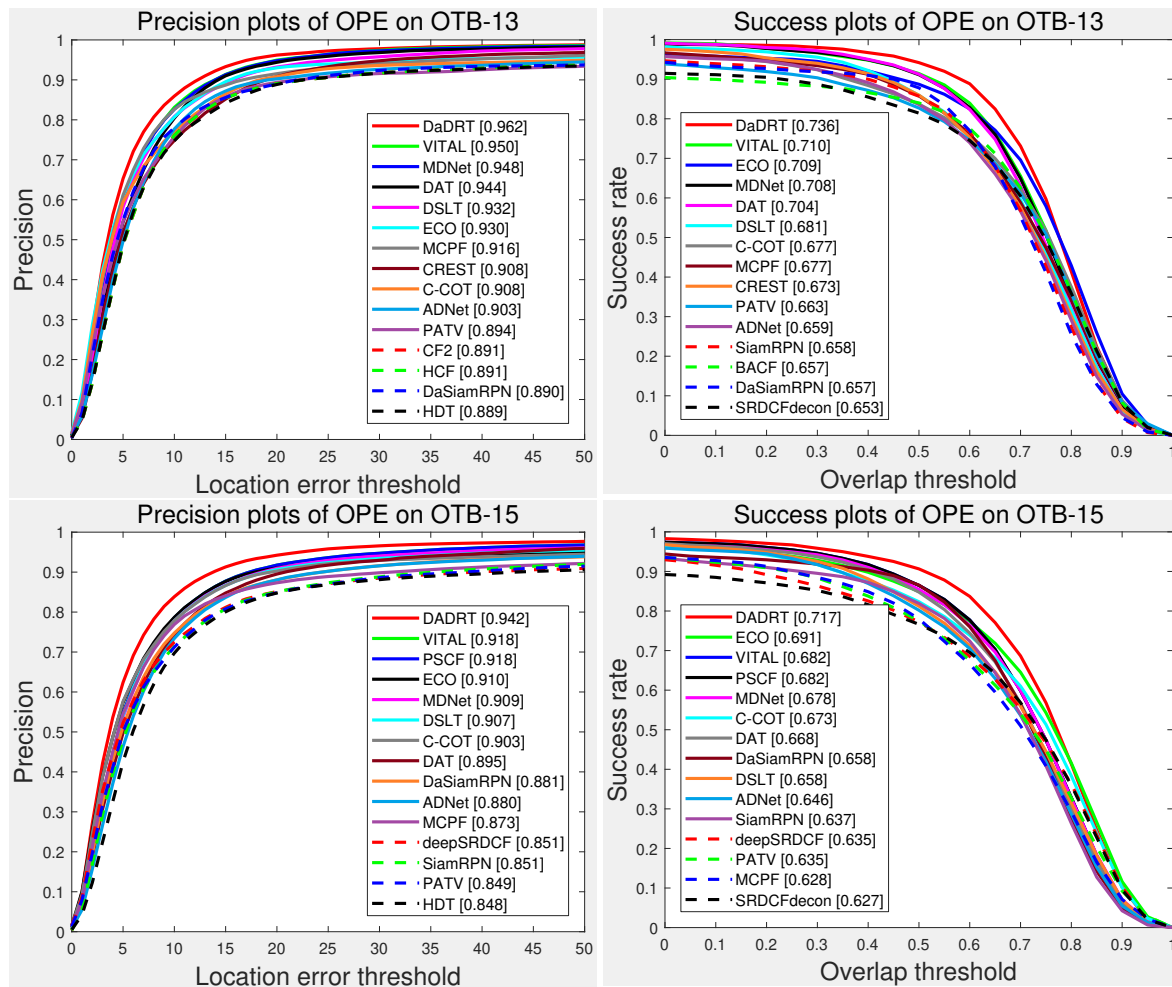 Precision plots of OPE on OTB-13
1
0.9
0.8
0.7
0.6
0.5
0.4
0.3
0.2
0.1
0
Precision
DaDRT [0.962]
VITAL [0.950]
MDNet [0.948]
DAT [0.944]
DSLT [0.932]
ECO [0.930]
MCPF [0.916]
CREST [0.908]
C-COT [0.908]
ADNet [0.903]
PATV [0.894]
CF2 [0.891]
HCF [0.891]
DaSiamRPN [0.890]
HDT [0.889]
0 5 10 15 20 25 30 35 40 45 50
Location error threshold
Success plots of OPE on OTB-13
1
0.9
0.8
0.7
0.6
0.5
0.4
0.3
0.2
0.1
0
Success rate
DaDRT [0.736]
VITAL [0.710]
ECO [0.709]
MDNet [0.708]
DAT [0.704]
DSLT [0.681]
C-COT [0.677]
MCPF [0.677]
CREST [0.673]
PATV [0.663]
ADNet [0.659]
SiamRPN [0.658]
BACF [0.657]
DaSiamRPN [0.657]
SRDCFdecon [0.653]
0 0.1 0.2 0.3 0.4 0.5 0.6 0.7 0.8 0.9 1
Overlap threshold
Precision plots of OPE on OTB-15
1
0.9
0.8
0.7
0.6
0.5
0.4
0.3
0.2
0.1
0
Precision
DADRT [0.942]
VITAL [0.918]
PSCF [0.918]
ECO [0.910]
MDNet [0.909]
DSLT [0.907]
C-COT [0.903]
DAT [0.895]
DaSiamRPN [0.881]
ADNet [0.880]
MCPF [0.873]
deepSRDCF [0.851]
SiamRPN [0.851]
PATV [0.849]
HDT [0.848]
0 5 10 15 20 25 30 35 40 45 50
Location error threshold
Success plots of OPE on OTB-15
1
0.9
0.8
0.7
0.6
0.5
0.4
0.3
0.2
0.1
0
Success rate
DADRT [0.717]
ECO [0.691]
VITAL [0.682]
PSCF [0.682]
MDNet [0.678]
C-COT [0.673]
DAT [0.668]
DaSiamRPN [0.658]
DSLT [0.658]
ADNet [0.646]
SiamRPN [0.637]
deepSRDCF [0.635]
PATV [0.635]
MCPF [0.628]
SRDCFdecon [0.627]
0 0.1 0.2 0.3 0.4 0.5 0.6 0.7 0.8 0.9 1
Overlap threshold